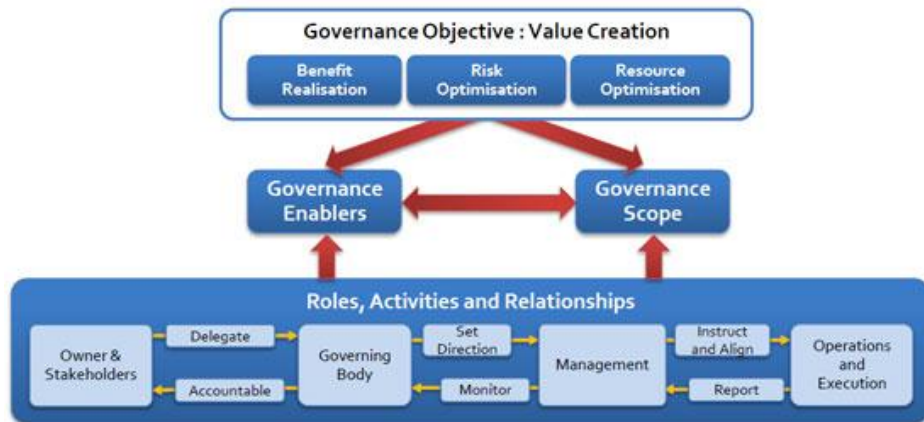 Governance Objective : Value Creation
Benefit
Realisation
Risk
Optimisation
Resource
Optimisation
Governance
Enablers
Governance
Scope
Roles, Activities and Relationships
Owner &
Stakeholders
Delegate
Accountable
Governing
Body
Set
Direction
Monitor
Management
Instruct
and Align
Report
Operations
and
Execution